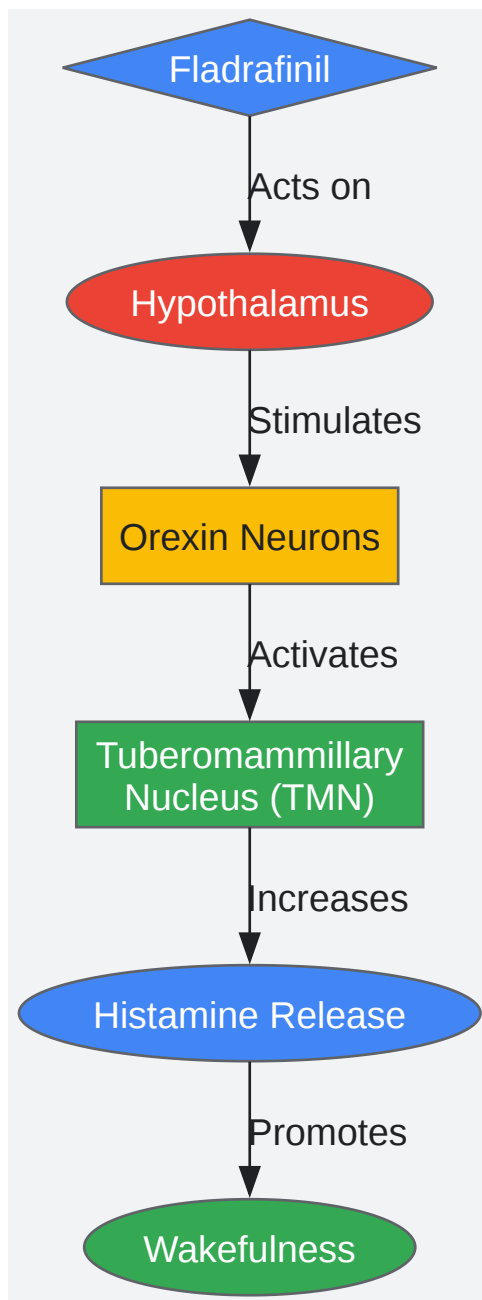 Fladrafinil
Acts on
Hypothalamus
Stimulates
Orexin Neurons
Activates
Tuberomammillary
Nucleus (TMN)
Increases
Histamine Release
Promotes
Wakefulness